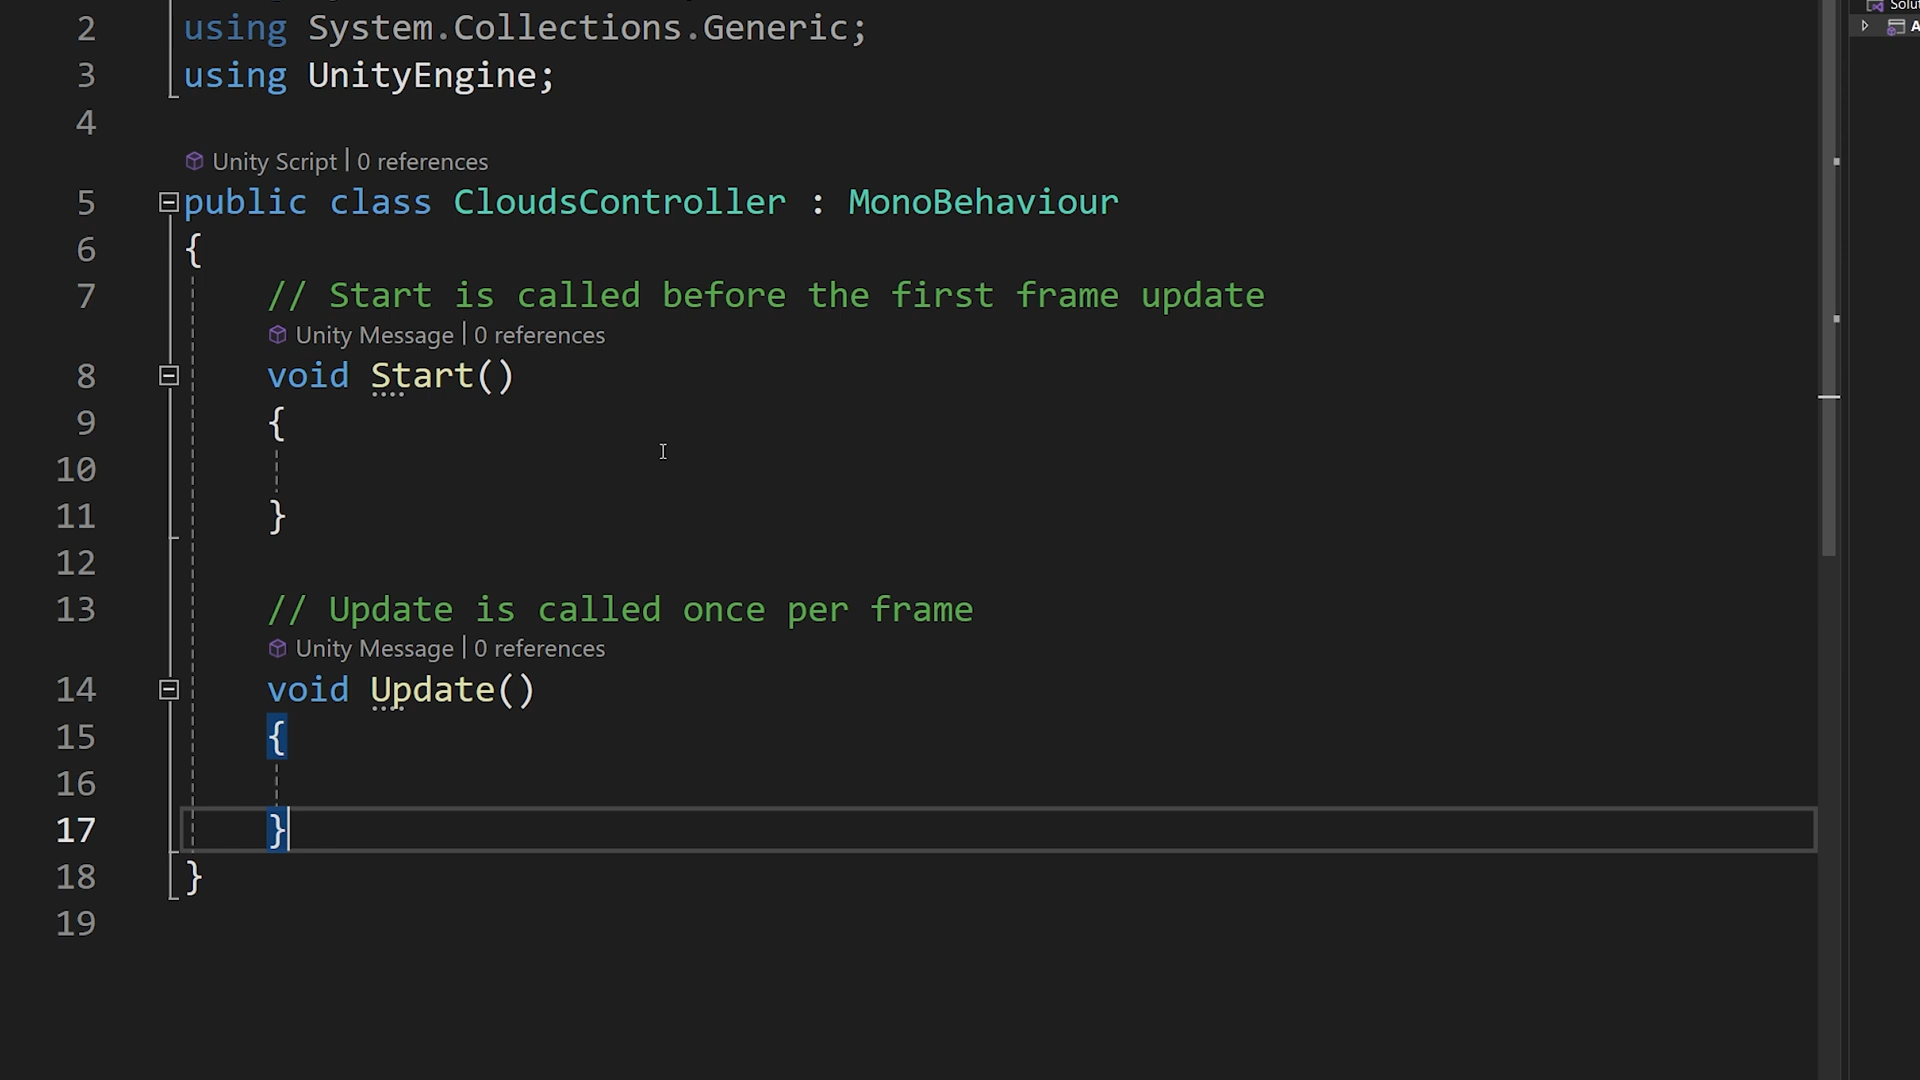 2 using System.Collections.Generic;
3 using UnityEngine;
4
Unity Script | 0 references
5 public class CloudsController : MonoBehaviour
6 {
7 // Start is called before the first frame update
Unity Message | 0 references
8 void Start()
9 {
10
11 }
12
13 // Update is called once per frame
Unity Message | 0 references
14 void Update()
15 {
16
17 }
18 }
19